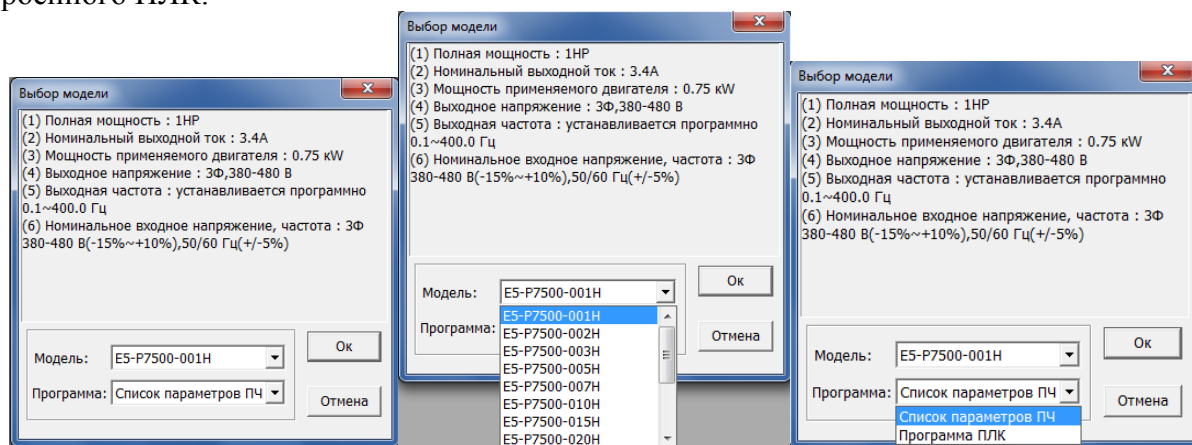 роенного ПЛК.
Выбор модели
(1) Полная мощность : 1HP
(2) Номинальный выходной ток : 3.4A
(3) Мощность применяемого двигателя : 0.75 kW
(4) Выходное напряжение : 3Ф,380-480 В
(5) Выходная частота : устанавливается программно
0.1~400.0 Гц
(6) Номинальное входное напряжение, частота : 3Ф
380-480 В(-15%~+10%),50/60 Гц(+/-5%)
Модель: E5-P7500-001H
Ок
Программа: Список параметров ПЧ
Отмена
Выбор модели
(1) Полная мощность : 1HP
(2) Номинальный выходной ток : 3.4A
(3) Мощность применяемого двигателя : 0.75 kW
(4) Выходное напряжение : 3Ф,380-480 В
(5) Выходная частота : устанавливается программно
0.1~400.0 Гц
(6) Номинальное входное напряжение, частота : 3Ф
380-480 В(-15%~+10%),50/60 Гц(+/-5%)
Модель: E5-P7500-001H
Ок
Программа:
E5-P7500-001H
E5-P7500-002H
E5-P7500-003H
E5-P7500-005H
E5-P7500-007H
E5-P7500-010H
E5-P7500-015H
E5-P7500-020H
Отмена
Выбор модели
(1) Полная мощность : 1HP
(2) Номинальный выходной ток : 3.4A
(3) Мощность применяемого двигателя : 0.75 kW
(4) Выходное напряжение : 3Ф,380-480 В
(5) Выходная частота : устанавливается программно
0.1~400.0 Гц
(6) Номинальное входное напряжение, частота : 3Ф
380-480 В(-15%~+10%),50/60 Гц(+/-5%)
Модель: E5-P7500-001H
Ок
Программа: Список параметров ПЧ
Отмена
Список параметров ПЧ
Программа ПЛК